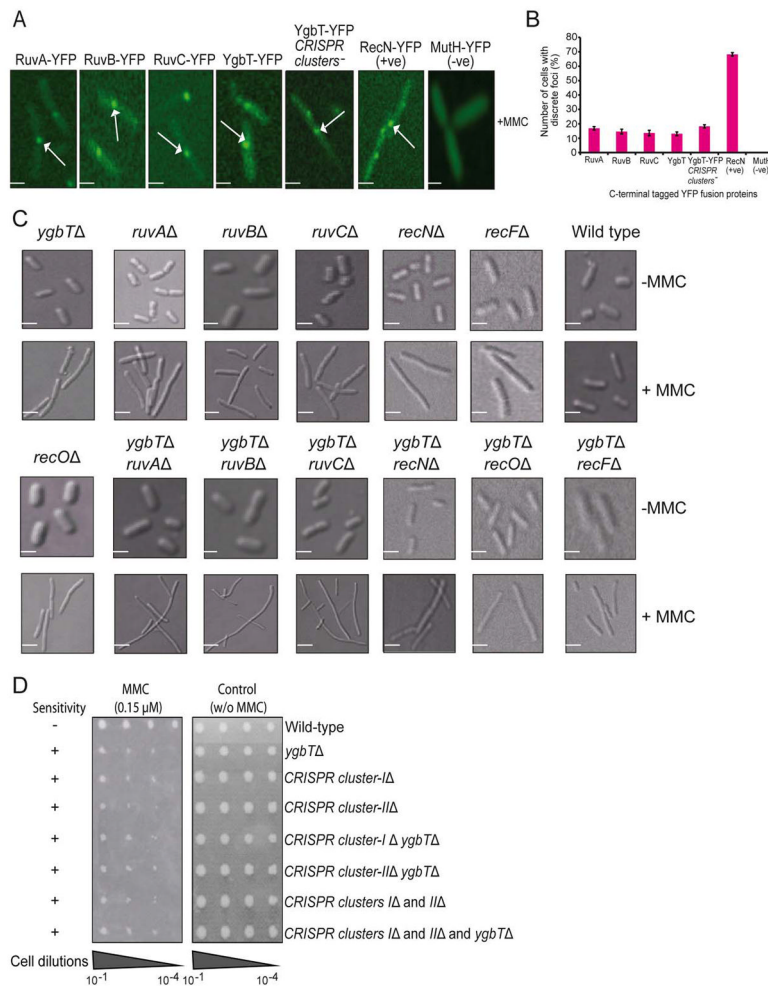 A
RuvA-YFP
RuvB-YFP
RuvC-YFP
YgbT-YFP
YgbT-YFP
CRISPR
clusters-
RecN-YFP
(+ve)
MutH-YFP
(-ve)
+MMC
B
Number of cells with
discrete foci (%)
80
70
60
50
40
30
20
10
0
RuvA
RuvB
RuvC
YgbT
YgbT-YFP
CRISPR
clusters-
RecN
(+ve)
MutH
(-ve)
C-terminal tagged YFP fusion proteins
C
ygbTΔ ruvAΔ ruvBΔ ruvCΔ recNΔ recFΔ Wild type
-MMC
+ MMC
recOΔ
ygbTΔ
ruvAΔ
ygbTΔ
ruvBΔ
ygbTΔ
ruvCΔ
ygbTΔ
recNΔ
ygbTΔ
recOΔ
ygbTΔ
recFΔ
-MMC
+ MMC
D
Sensitivity
MMC
(0.15 µM)
Control
(w/o MMC)
- Wild-type
+ ygbTΔ
+ CRISPR cluster-IΔ
+ CRISPR cluster-IIΔ
+ CRISPR cluster-I Δ ygbTΔ
+ CRISPR cluster-IIΔ ygbTΔ
+ CRISPR clusters IΔ and IIΔ
+ CRISPR clusters IΔ and IIΔ and ygbTΔ
Cell dilutions
10-1 10-4 10-1 10-4